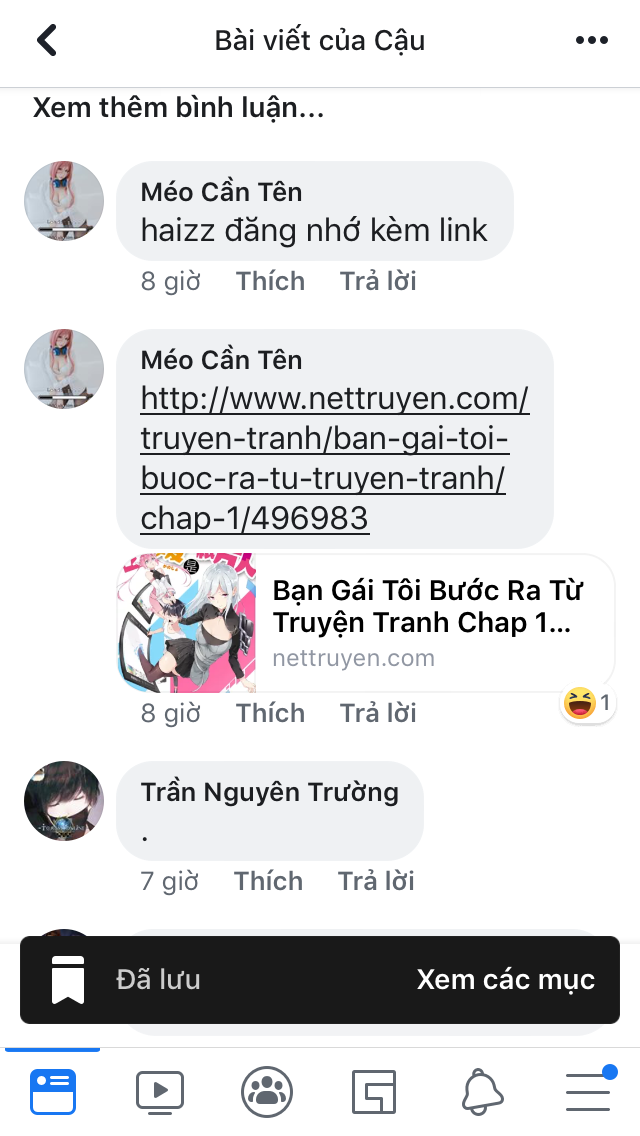 Bài viết của Cậu
Xem thêm bình luận...
Méo Cần Tên
haizz đăng nhớ kèm link
8 giờ Thích Trả lời
Méo Cần Tên
http://www.nettruyen.com/
truyen-tranh/ban-gai-toi-
buoc-ra-tu-truyen-tranh/
chap-1/496983
Bạn Gái Tôi Bước Ra Từ
Truyện Tranh Chap 1...
nettruyen.com
8 giờ Thích Trả lời
1
Trần Nguyên Trường
.
7 giờ Thích Trả lời
Đã lưu Xem các mục